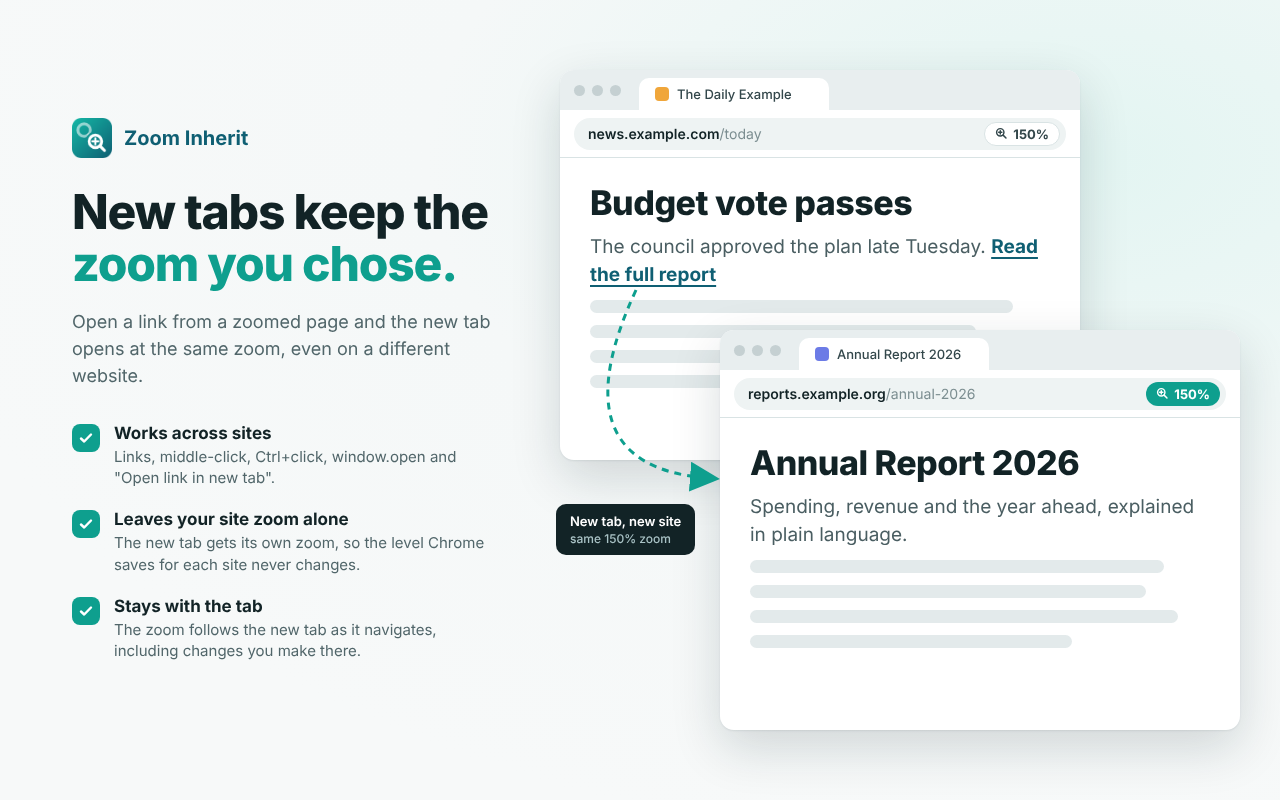 Zoom Inherit
New tabs keep the
zoom you chose.
Open a link from a zoomed page and the new tab
opens at the same zoom, even on a different
website.
Works across sites
Links, middle-click, Ctrl+click, window.open and
"Open link in new tab".
Leaves your site zoom alone
The new tab gets its own zoom, so the level Chrome
saves for each site never changes.
Stays with the tab
The zoom follows the new tab as it navigates,
including changes you make there.
The Daily Example
news.example.com/today
150%
Budget vote passes
The council approved the plan late Tuesday. Read
the full report
New tab, new site
same 150% zoom
Annual Report 2026
reports.example.org/annual-2026
150%
Annual Report 2026
Spending, revenue and the year ahead, explained
in plain language.